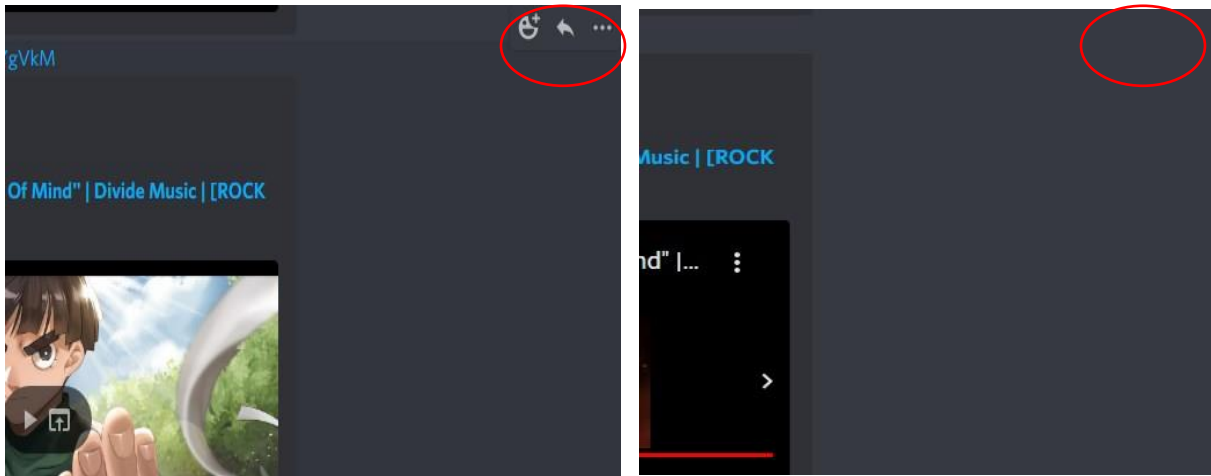 gVkM
Of Mind" | Divide Music | [ROCK
Music | [ROCK
nd" |...